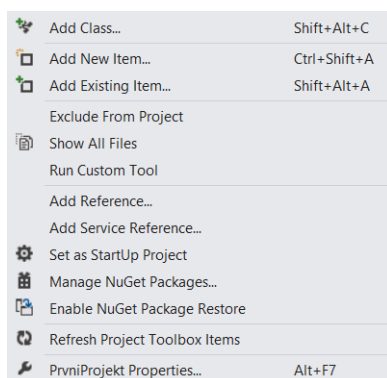 Add Class... Shift+Alt+C
Add New Item... Ctrl+Shift+A
Add Existing Item... Shift+Alt+A
Exclude From Project
Show All Files
Run Custom Tool
Add Reference...
Add Service Reference...
Set as StartUp Project
Manage NuGet Packages...
Enable NuGet Package Restore
Refresh Project Toolbox Items
PrvniProjekt Properties... Alt+F7